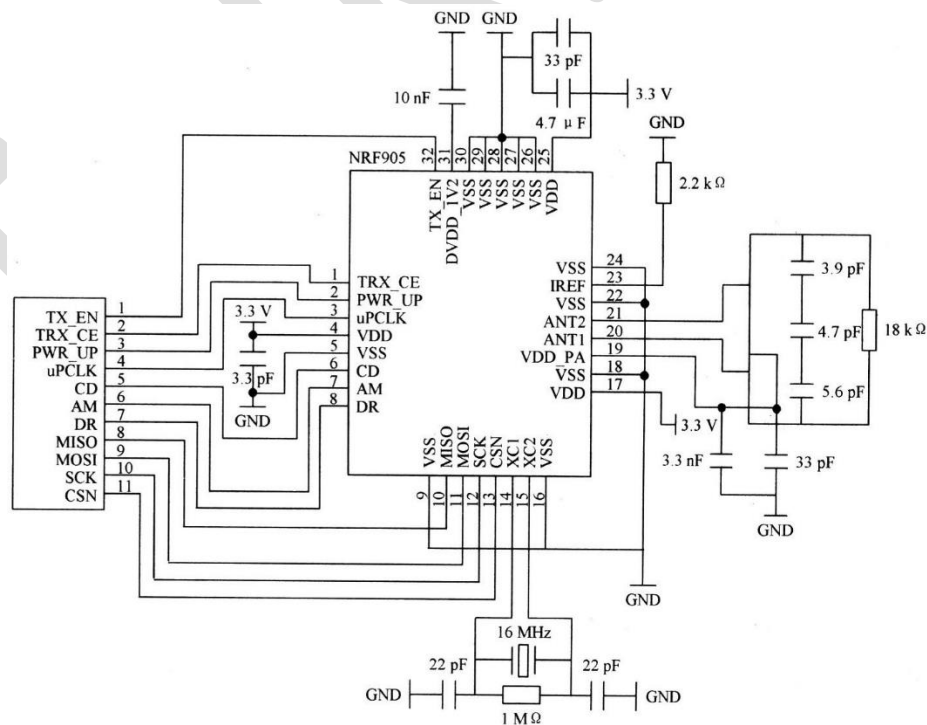 GND GND
33 pF
10 nF
3.3 V
4.7 μF
GND
NRF905
32 31 30 29 28 27 26 25
TX_EN DVDD_1V2 VSS VSS VSS VSS VSS VDD
2.2 kΩ
1 TRX_CE
2 PWR_UP
3 uPCLK
4 VDD
5 VSS
6 CD
7 AM
8 DR
VSS 24
IREF 23
VSS 22
ANT2 21
ANT1 20
VDD_PA 19
VSS 18
VDD 17
3.3 V
3.3 pF
GND
TX_EN 1
TRX_CE 2
PWR_UP 3
uPCLK 4
CD 5
AM 6
DR 7
MISO 8
MOSI 9
SCK 10
CSN 11
3.9 pF
4.7 pF
18 kΩ
5.6 pF
3.3 V
3.3 nF
33 pF
GND
VSS MISO MOSI SCK CSN XC1 XC2 VSS
9 10 11 12 13 14 15 16
GND
16 MHz
22 pF 22 pF
GND GND
1 MΩ